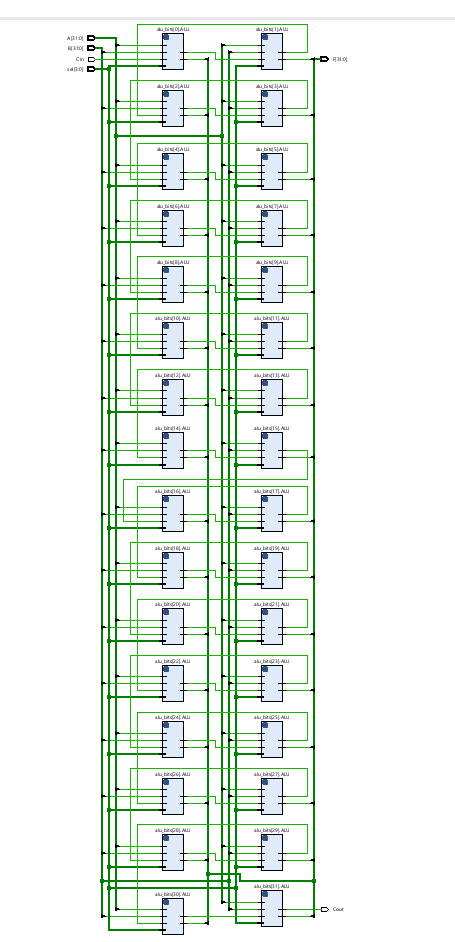 alu_bits[0].ALU
alu_bits[1].ALU
A[31:0]
B[31:0]
Cin
F[31:0]
sel[3:0]
alu_bits[2].ALU
alu_bits[3].ALU
alu_bits[4].ALU
alu_bits[5].ALU
alu_bits[6].ALU
alu_bits[7].ALU
alu_bits[8].ALU
alu_bits[9].ALU
alu_bits[10].ALU
alu_bits[11].ALU
alu_bits[12].ALU
alu_bits[13].ALU
alu_bits[14].ALU
alu_bits[15].ALU
alu_bits[16].ALU
alu_bits[17].ALU
alu_bits[18].ALU
alu_bits[19].ALU
alu_bits[20].ALU
alu_bits[21].ALU
alu_bits[22].ALU
alu_bits[23].ALU
alu_bits[24].ALU
alu_bits[25].ALU
alu_bits[26].ALU
alu_bits[27].ALU
alu_bits[28].ALU
alu_bits[29].ALU
alu_bits[31].ALU
alu_bits[30].ALU
Cout